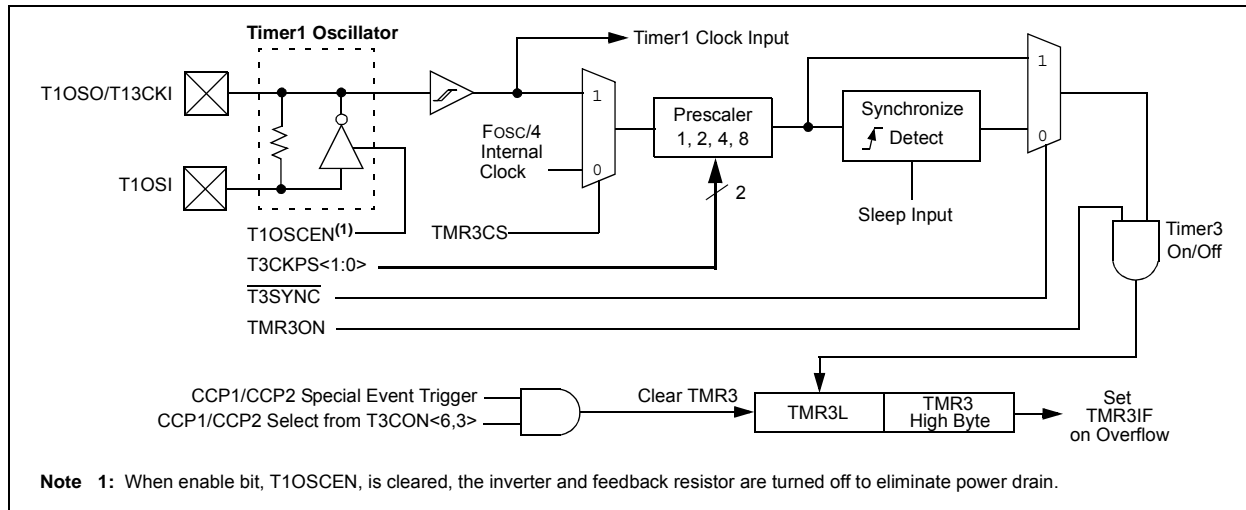 Timer1 Oscillator
Timer1 Clock Input
T1OSO/T13CKI
1
FOSC/4
Internal
Clock
0
Prescaler
1, 2, 4, 8
Synchronize
Detect
1
0
T1OSI
2
Sleep Input
T1OSCEN(1)
TMR3CS
Timer3
On/Off
T3CKPS<1:0>
T3SYNC
TMR3ON
CCP1/CCP2 Special Event Trigger
CCP1/CCP2 Select from T3CON<6,3>
Clear TMR3
TMR3L
TMR3
High Byte
Set
TMR3IF
on Overflow
Note 1: When enable bit, T1OSCEN, is cleared, the inverter and feedback resistor are turned off to eliminate power drain.